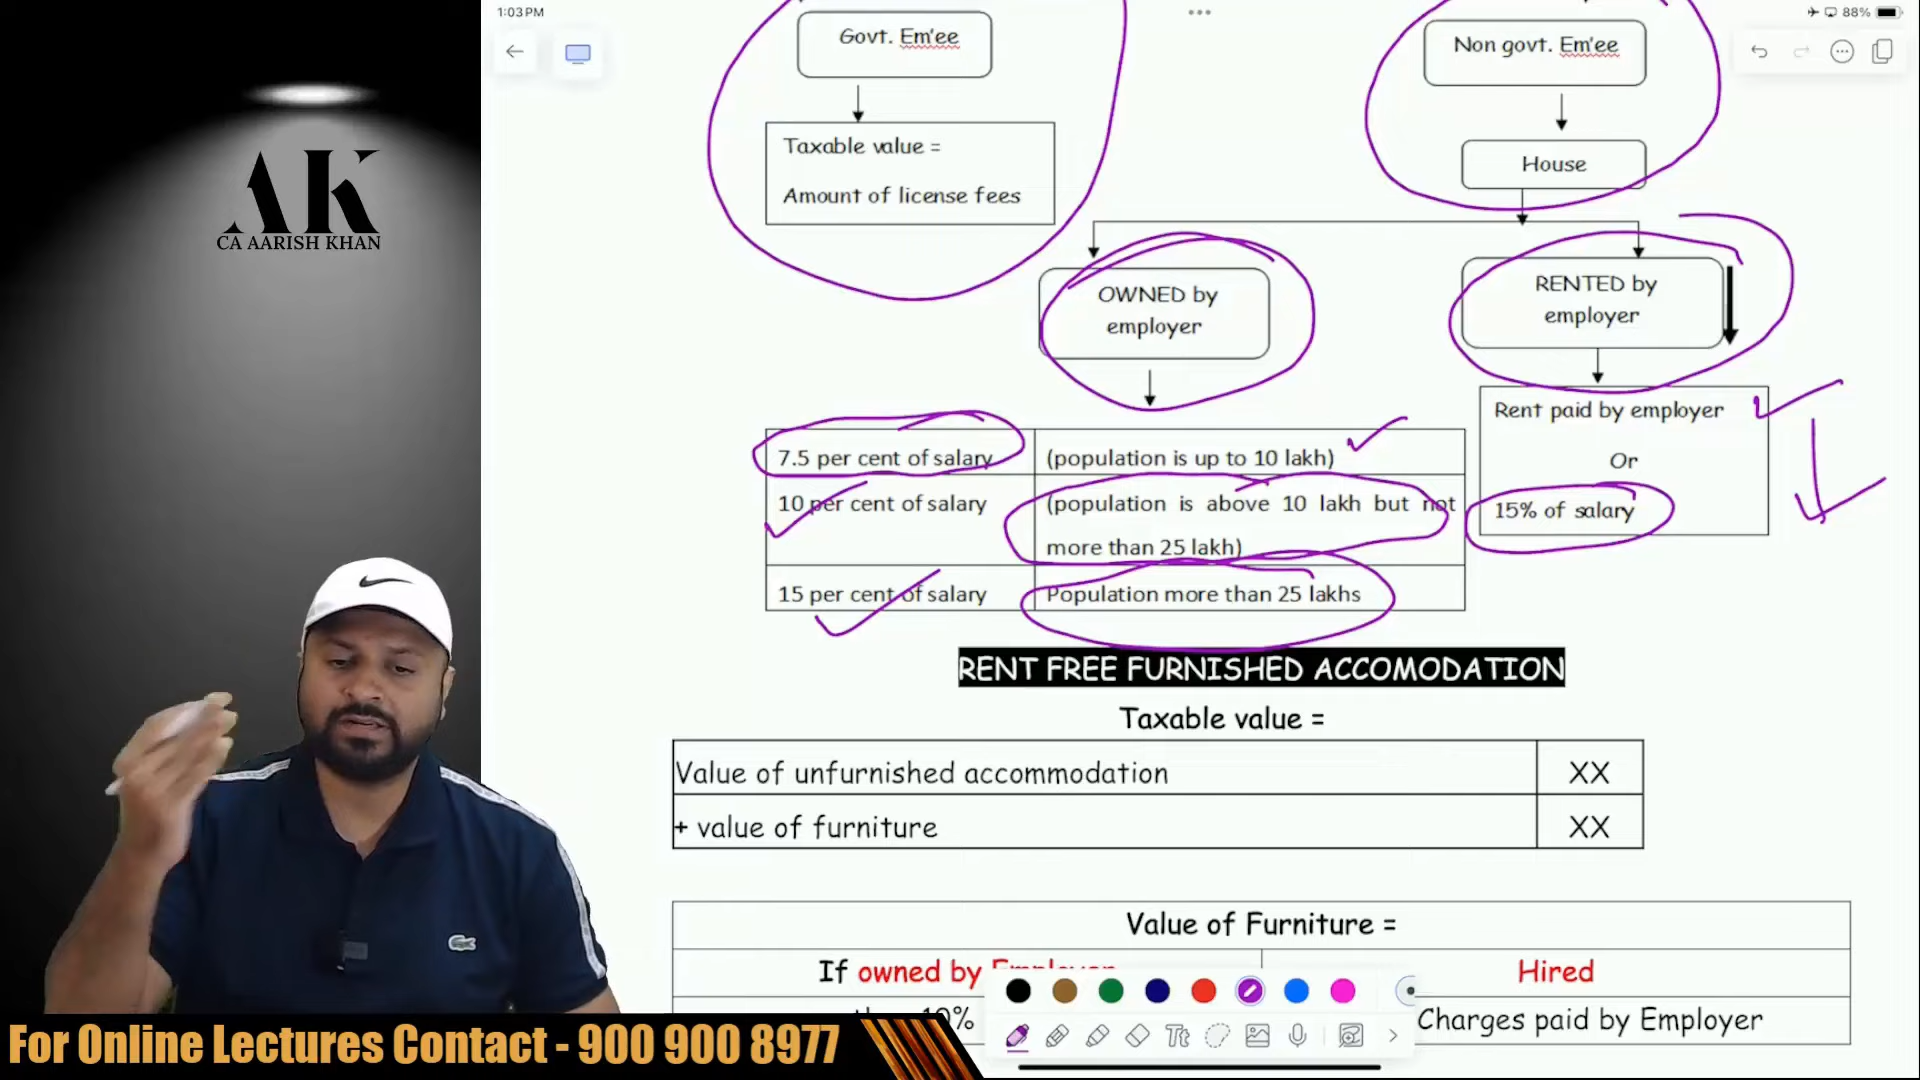 1:03 PM
88%
Govt. Em'ee
Non govt. Em'ee
Taxable value =
Amount of license fees
House
AK
CA AARISH KHAN
OWNED by
employer
RENTED by
employer
Rent paid by employer
Or
15% of salary
7.5 per cent of salary
(population is up to 10 lakh)
10 per cent of salary
(population is above 10 lakh but not
more than 25 lakh)
15 per cent of salary
Population more than 25 lakhs
RENT FREE FURNISHED ACCOMODATION
Taxable value =
Value of unfurnished accommodation
XX
+ value of furniture
XX
Value of Furniture =
If owned by Employer
Hired
10%
Charges paid by Employer
Tt
For Online Lectures Contact - 900 900 8977